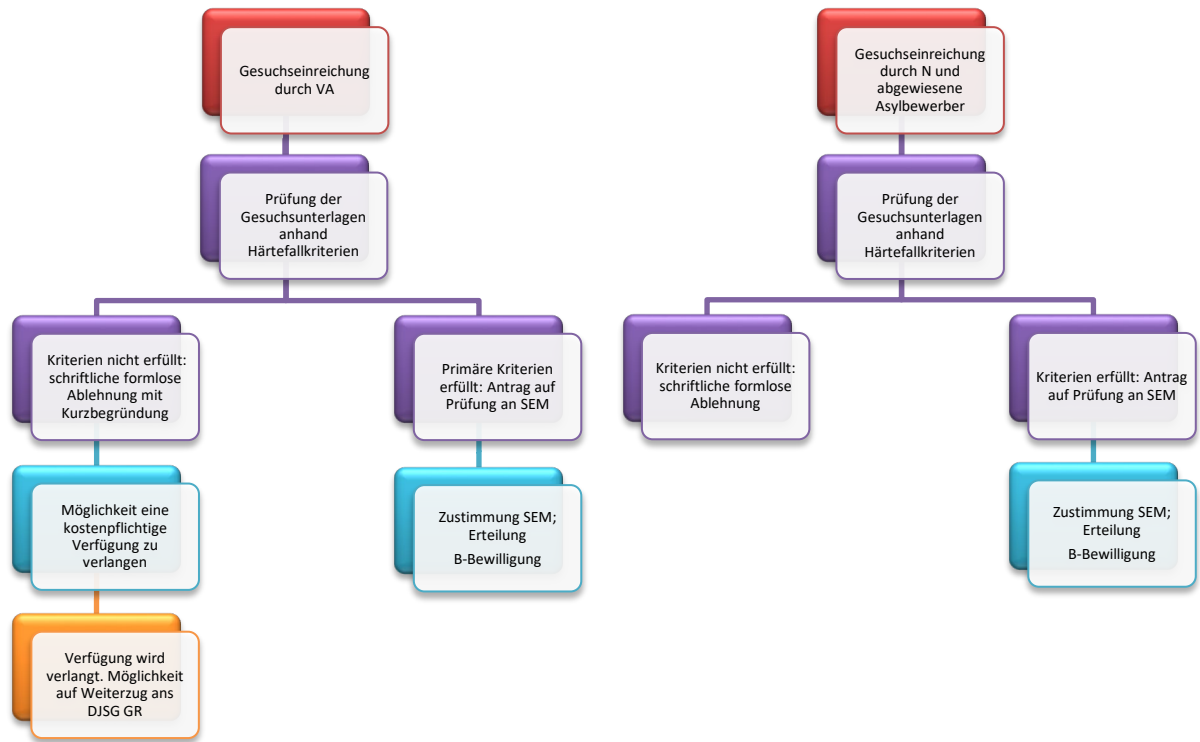 Gesuchseinreichung
durch VA
Prüfung der
Gesuchsunterlagen
anhand
Härtefallkriterien
Kriterien nicht erfüllt:
schriftliche formlose
Ablehnung mit
Kurzbegründung
Primäre Kriterien
erfüllt: Antrag auf
Prüfung an SEM
Möglichkeit eine
kostenpflichtige
Verfügung zu
verlangen
Zustimmung SEM;
Erteilung
B-Bewilligung
Verfügung wird
verlangt. Möglichkeit
auf Weiterzug ans
DJSG GR
Gesuchseinreichung
durch N und
abgewiesene
Asylbewerber
Prüfung der
Gesuchsunterlagen
anhand
Härtefallkriterien
Kriterien nicht erfüllt:
schriftliche formlose
Ablehnung
Kriterien erfüllt: Antrag
auf Prüfung an SEM
Zustimmung SEM;
Erteilung
B-Bewilligung